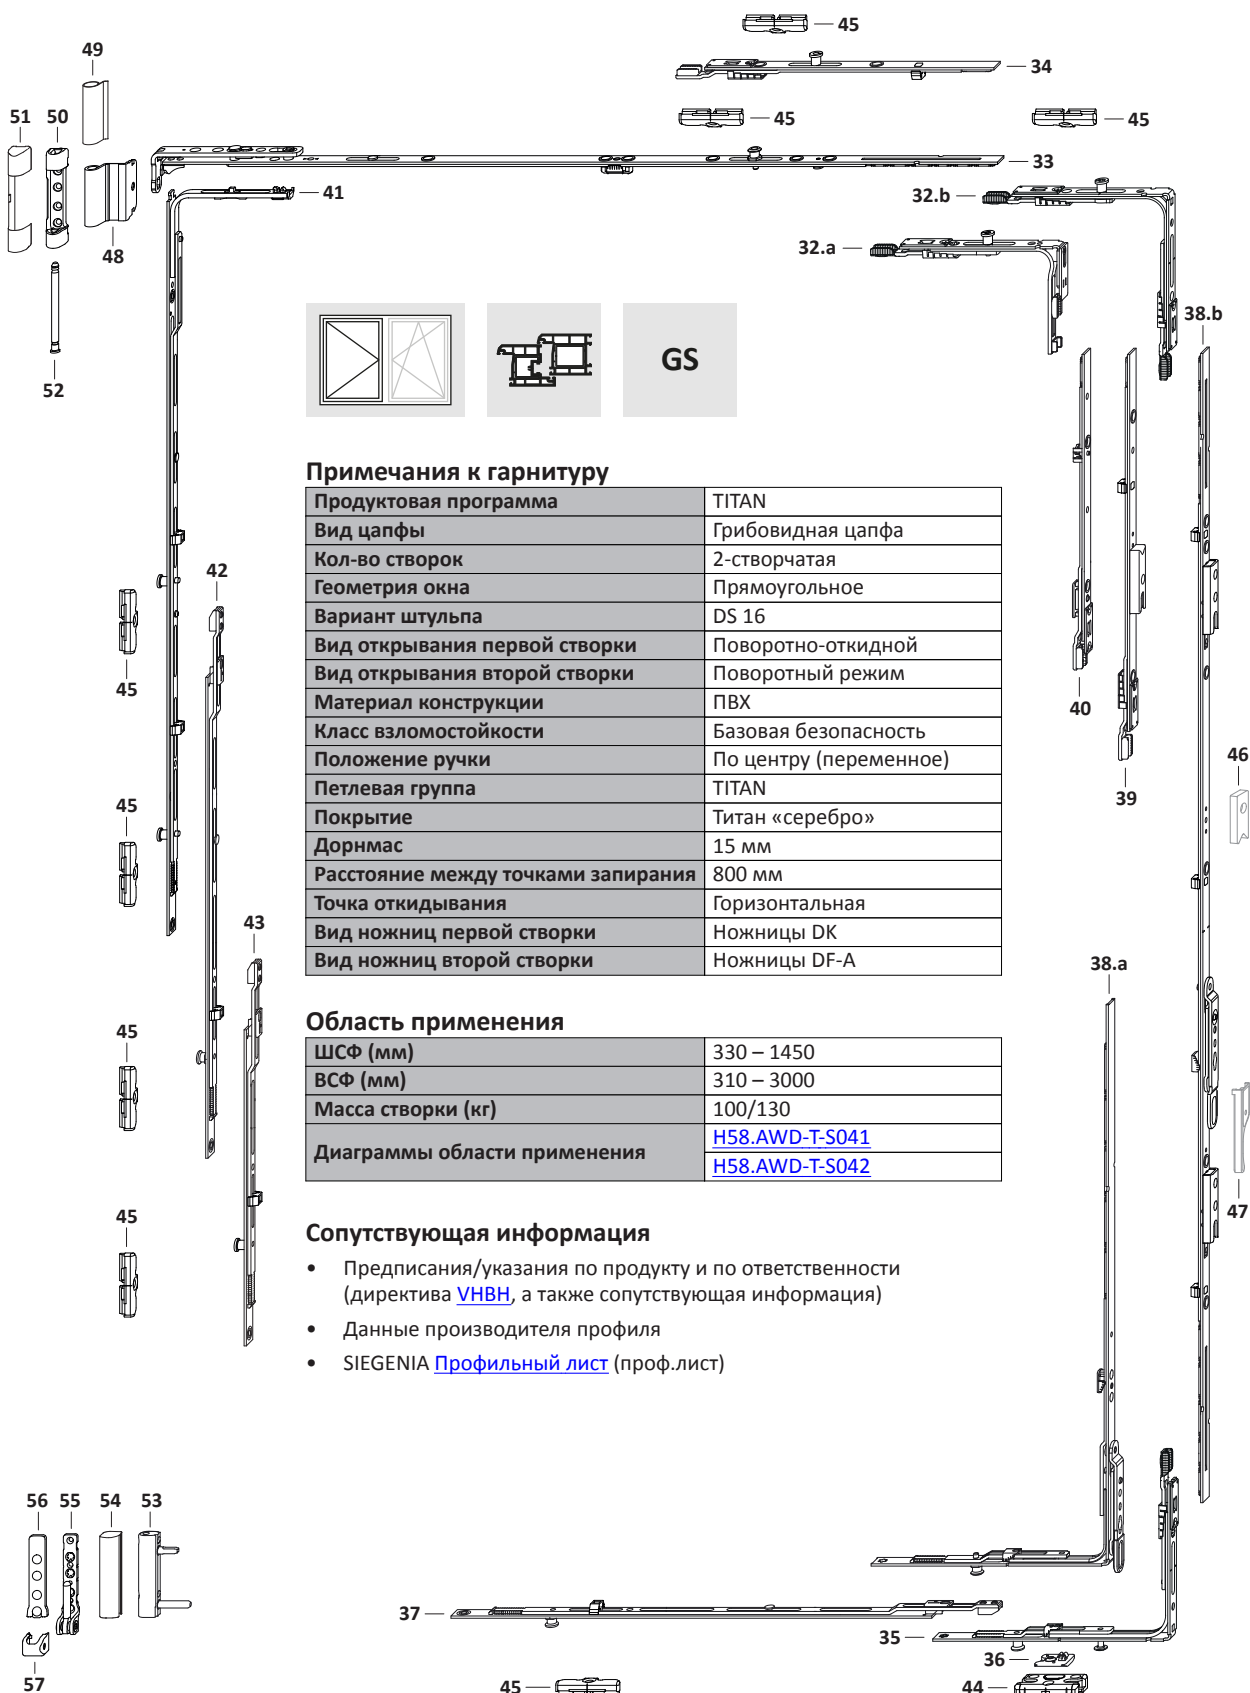 45
49
34
51 50
45
45
33
41
32.b
48
32.a
38.b
52
GS
Примечания к гарнитуру
Продуктовая программа TITAN
Вид цапфы Грибовидная цапфа
Кол-во створок 2-створчатая
Геометрия окна Прямоугольное
Вариант штульпа DS 16
Вид открывания первой створки Поворотно-откидной
Вид открывания второй створки Поворотный режим
Материал конструкции ПВХ
Класс взломостойкости Базовая безопасность
Положение ручки По центру (переменное)
Петлевая группа TITAN
Покрытие Титан «серебро»
Дорнмас 15 мм
Расстояние между точками запирания 800 мм
Точка откидывания Горизонтальная
Вид ножниц первой створки Ножницы DK
Вид ножниц второй створки Ножницы DF-A
42
45
40
46
45
39
43
38.a
Область применения
ШСФ (мм) 330 – 1450
ВСФ (мм) 310 – 3000
Масса створки (кг) 100/130
Диаграммы области применения H58.AWD-T-S041
H58.AWD-T-S042
45
47
45
Сопутствующая информация
• Предписания/указания по продукту и по ответственности
(директива VHBH, а также сопутствующая информация)
• Данные производителя профиля
• SIEGENIA Профильный лист (проф.лист)
56 55 54 53
37
35
36
57
45
44